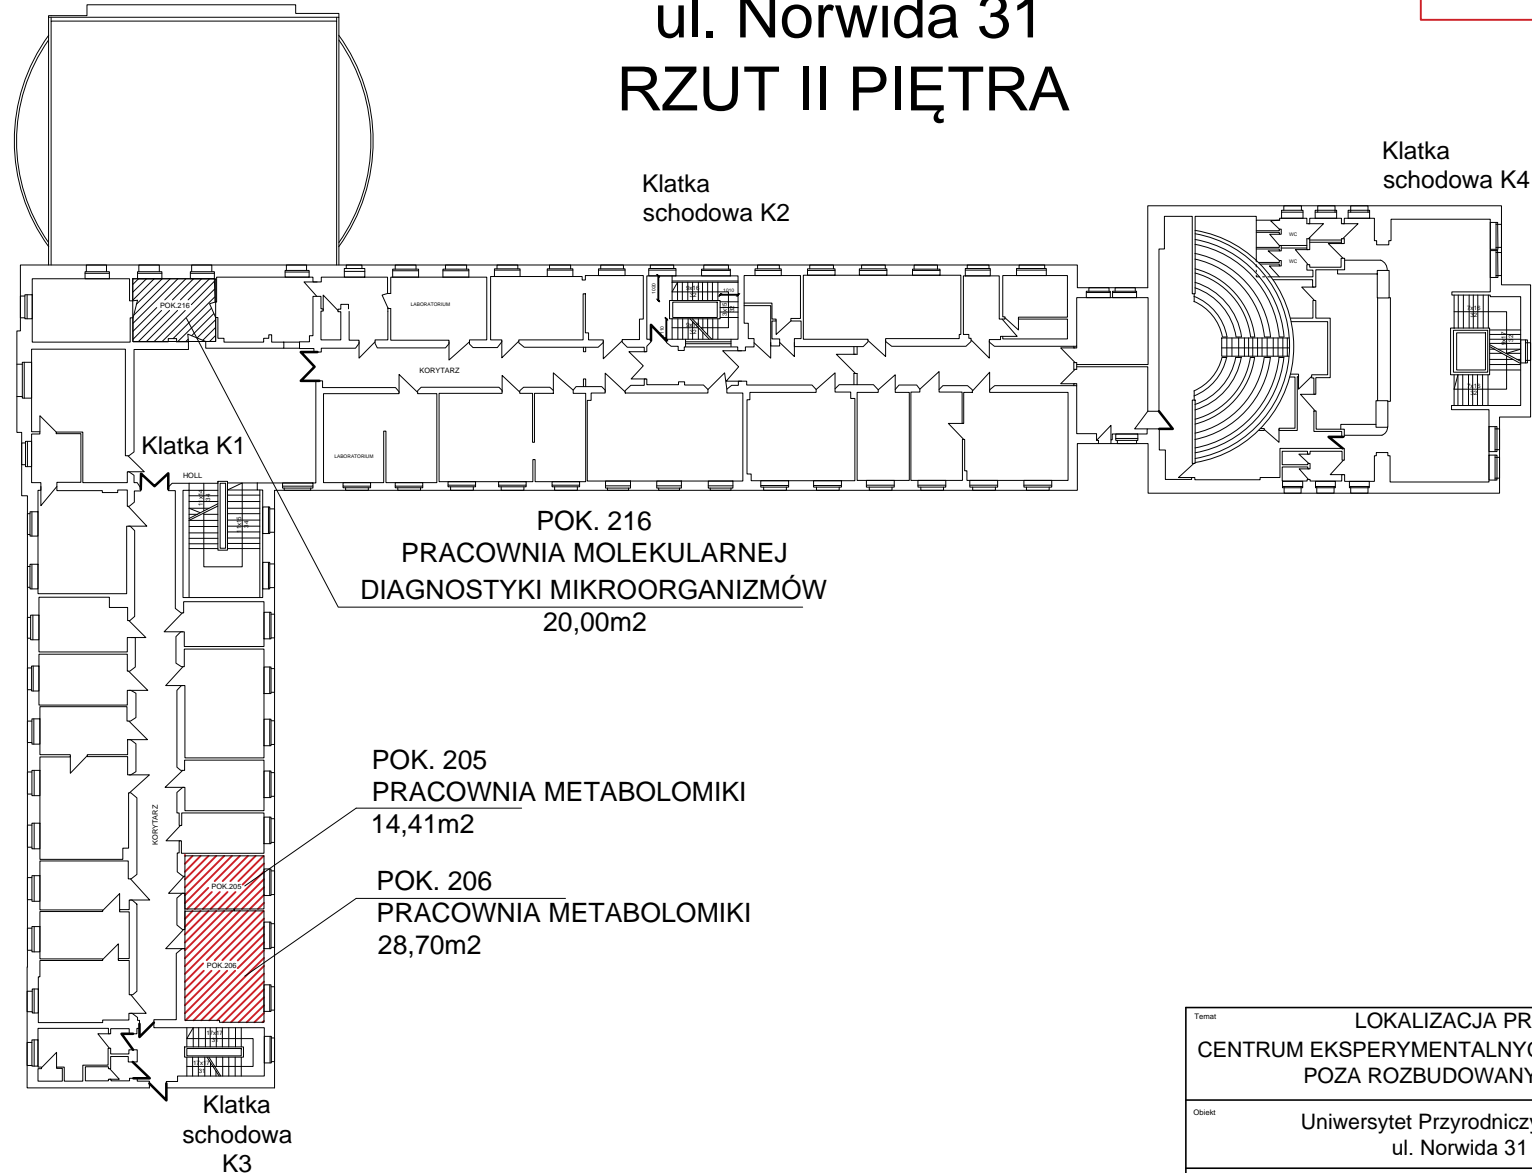 ul. Norwida 31
RZUT II PIĘTRA
Klatka
schodowa K4
Klatka
schodowa K2
WC
WC
POK.216
LABORATORIUM
KORYTARZ
LABORATORIUM
Klatka K1
HOLL
POK. 216
PRACOWNIA MOLEKULARNEJ
DIAGNOSTYKI MIKROORGANIZMÓW
20,00m2
POK. 205
PRACOWNIA METABOLOMIKI
14,41m2
KORYTARZ
POK.205
POK. 206
PRACOWNIA METABOLOMIKI
28,70m2
POK.206
17x17
17x17
31
Klatka
schodowa
K3
Temat
LOKALIZACJA PR
CENTRUM EKSPERYMENTALNYC
POZA ROZBUDOWANY
Obiekt
Uniwersytet Przyrodniczy
ul. Norwida 31